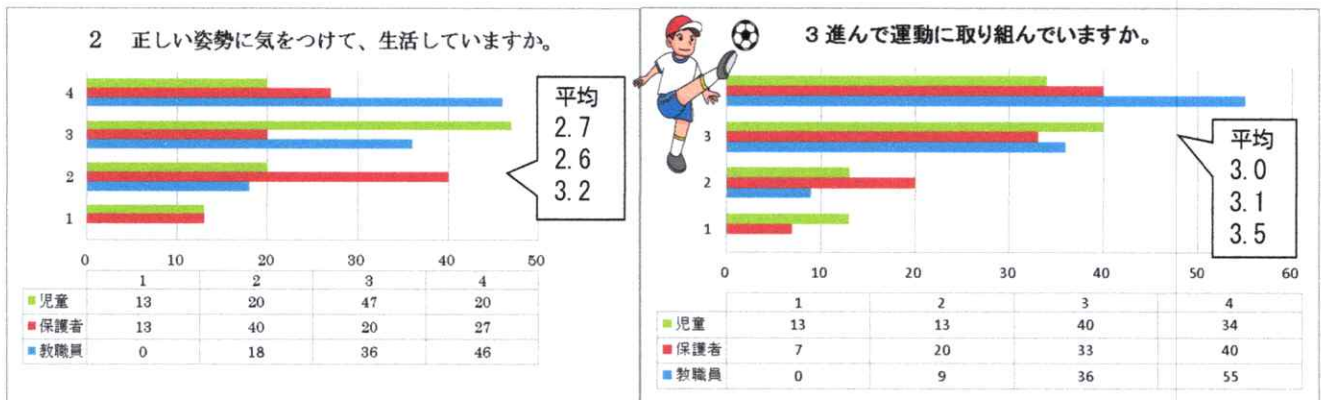 2 正しい姿勢に気をつけて、生活していますか。
4
3
2
1
0 10 20 30 40 50
平均
2.7
2.6
3.2
1 2 3 4
児童 13 20 47 20
保護者 13 40 20 27
教職員 0 18 36 46
3 進んで運動に取り組んでいますか。
3
2
1
0 10 20 30 40 50 60
平均
3.0
3.1
3.5
1 2 3 4
児童 13 13 40 34
保護者 7 20 33 40
教職員 0 9 36 55